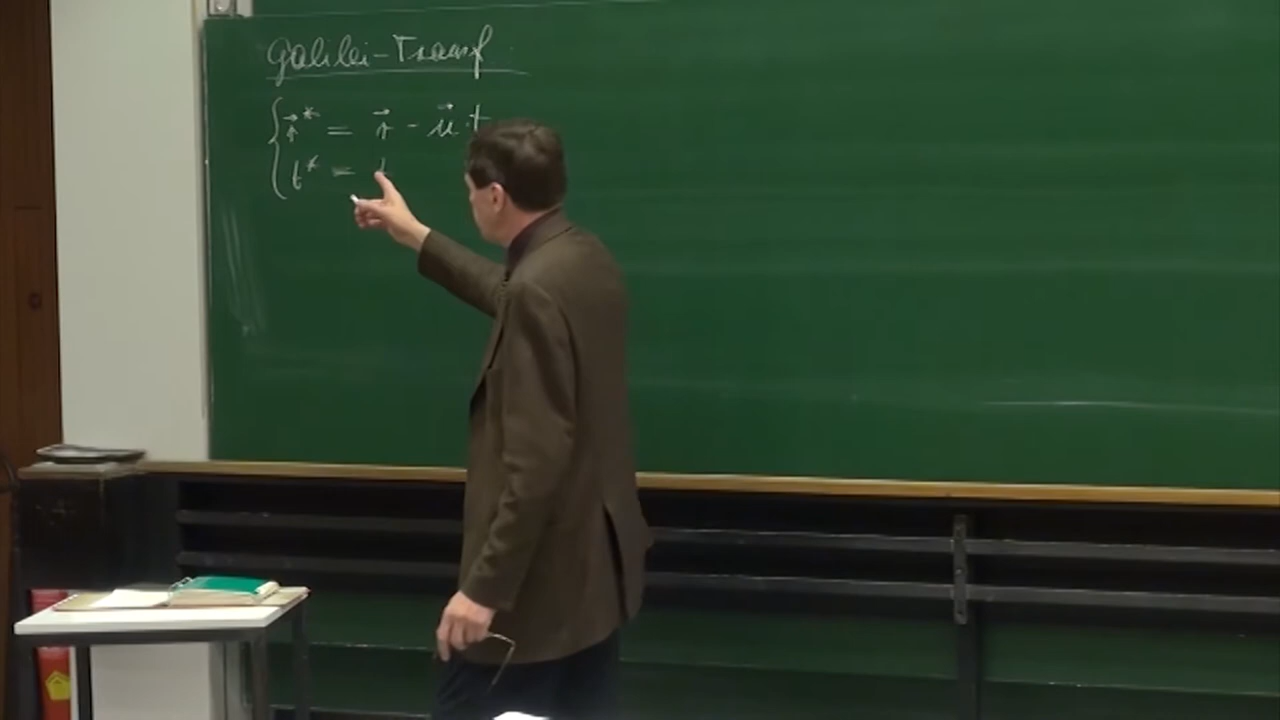 Galilei-Transf.
r⃗* = r⃗ - u⃗·t
t* = t